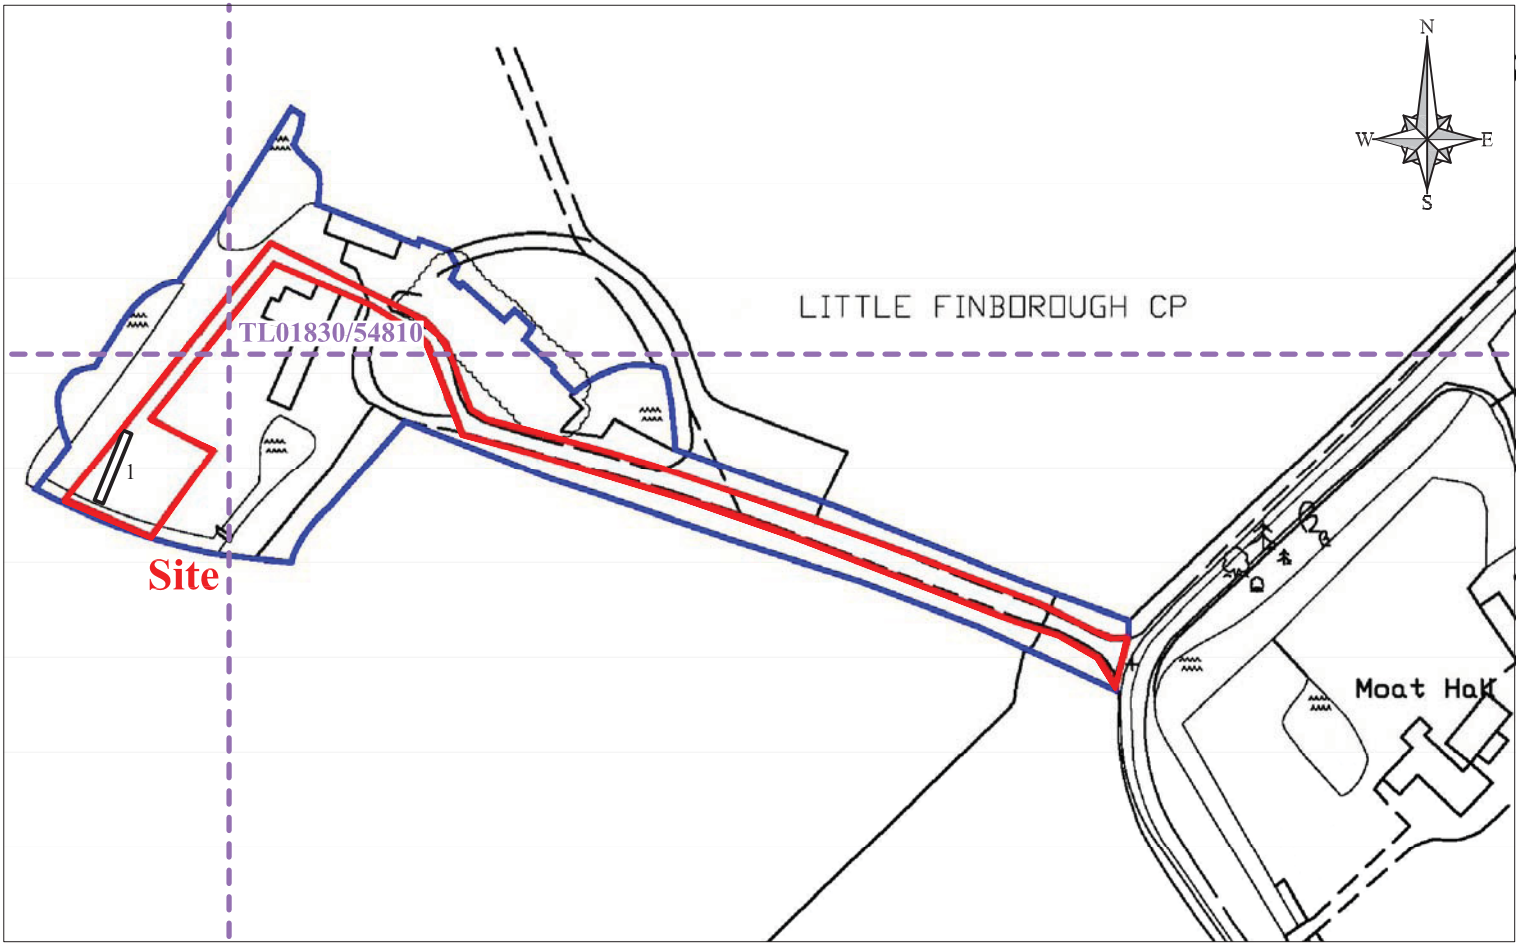 N
W E
S
LITTLE FINBOROUGH CP
TL01830/54810
1
Site
Moat Hall